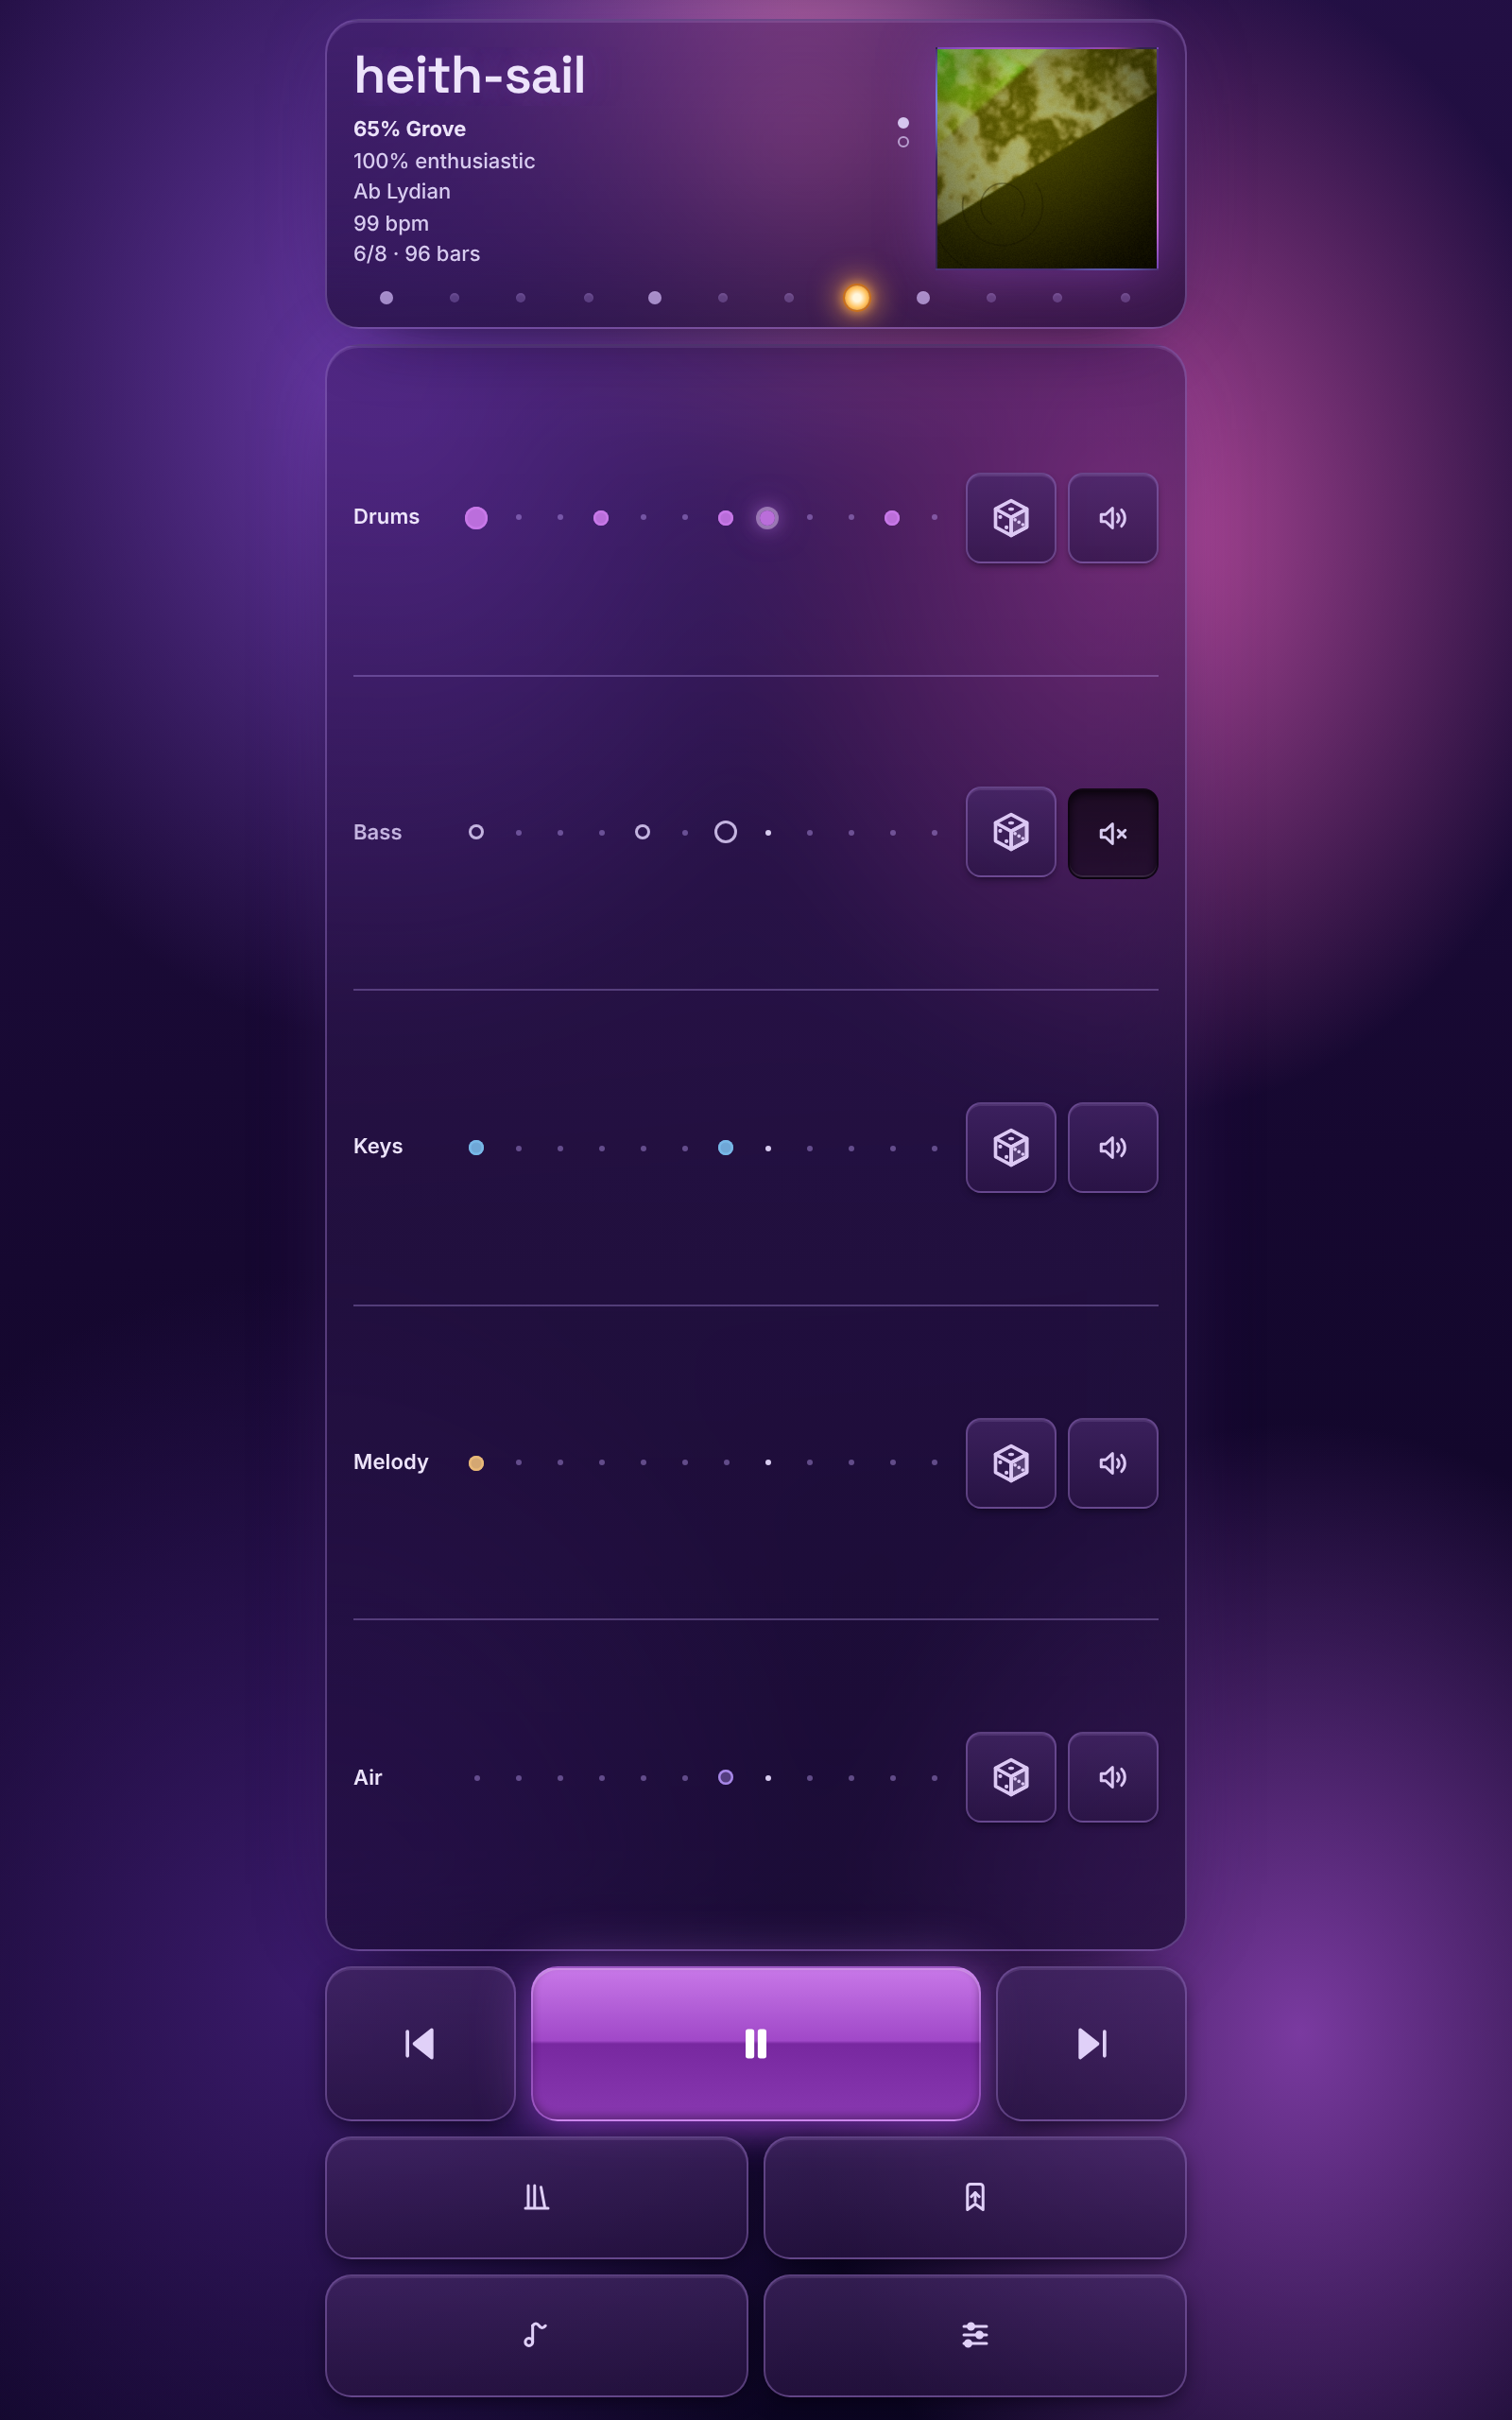 heith-sail
65% Grove
100% enthusiastic
Ab Lydian
99 bpm
6/8 · 96 bars
Drums
Bass
Keys
Melody
Air